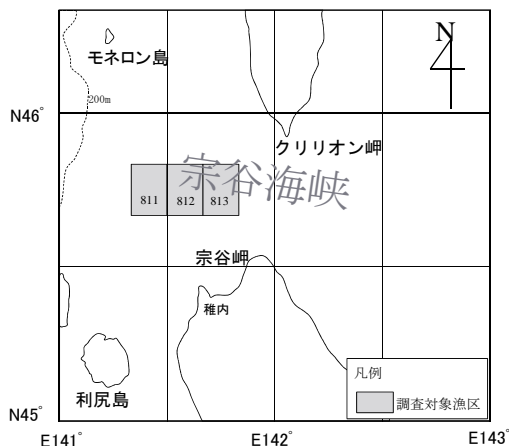 N
モネロン島
200m
N46°
クリリオン岬
宗谷海峡
811 812 813
宗谷岬
稚内
凡例
調査対象漁区
利尻島
N45°
E141° E142° E143°